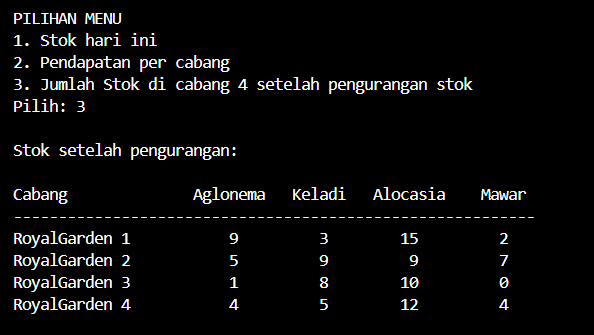 PILIHAN MENU
1. Stok hari ini
2. Pendapatan per cabang
3. Jumlah Stok di cabang 4 setelah pengurangan stok
Pilih: 3
Stok setelah pengurangan:
Cabang Aglonema Keladi Alocasia Mawar
----------------------------------------------------------
RoyalGarden 1 9 3 15 2
RoyalGarden 2 5 9 9 7
RoyalGarden 3 1 8 10 0
RoyalGarden 4 4 5 12 4